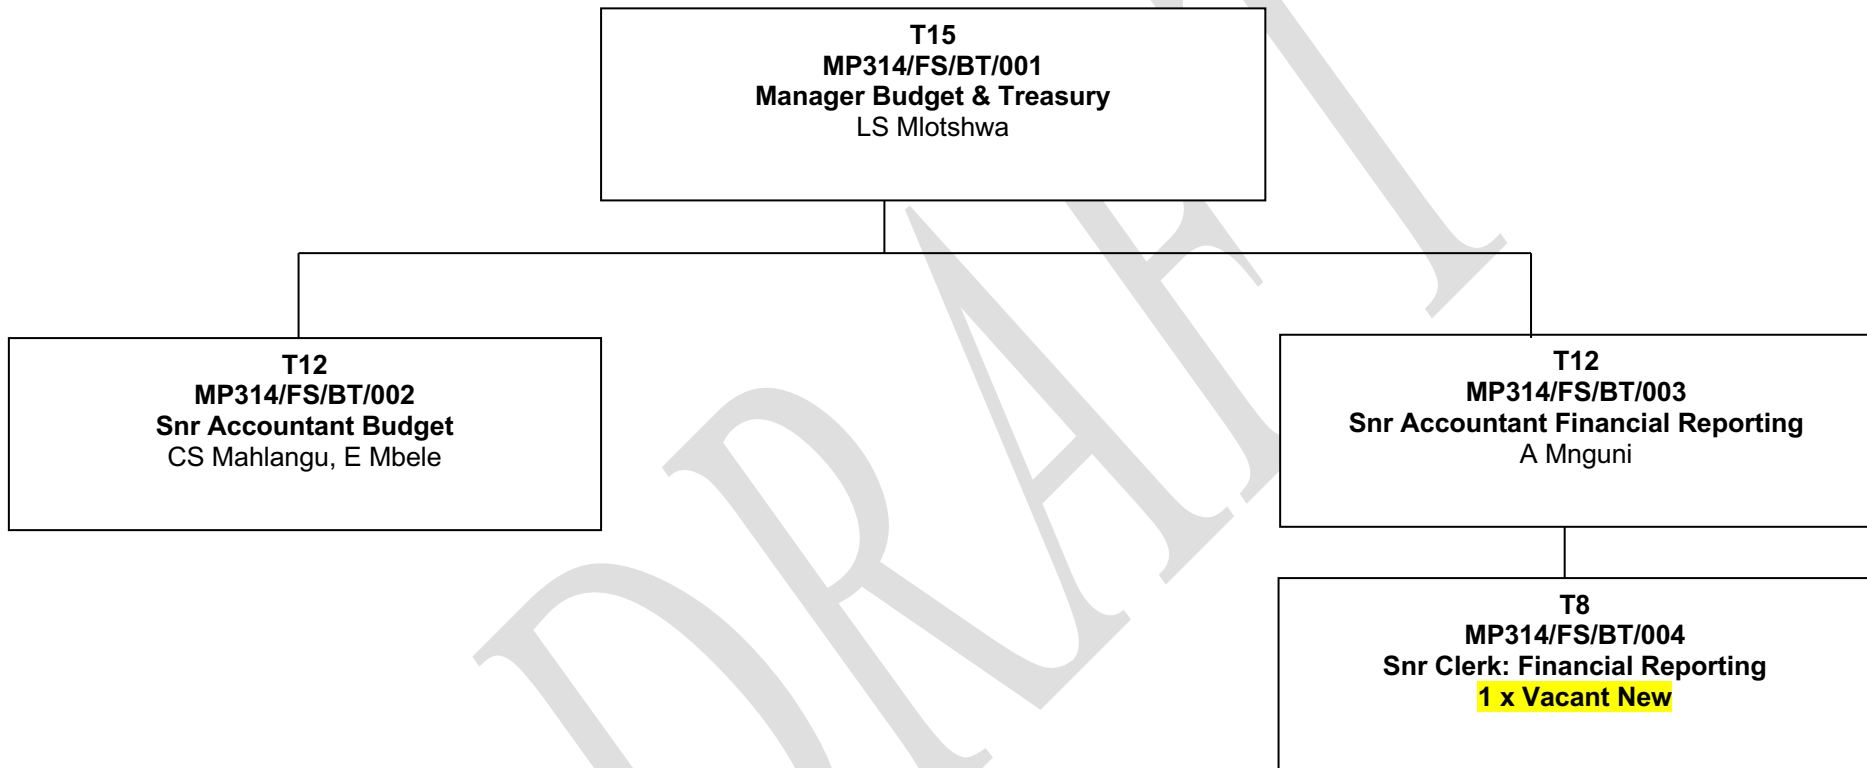 T15
MP314/FS/BT/001
Manager Budget & Treasury
LS Mlotshwa
T12
MP314/FS/BT/002
Snr Accountant Budget
CS Mahlangu, E Mbele
T12
MP314/FS/BT/003
Snr Accountant Financial Reporting
A Mnguni
T8
MP314/FS/BT/004
Snr Clerk: Financial Reporting
1 x Vacant New
DRAFT